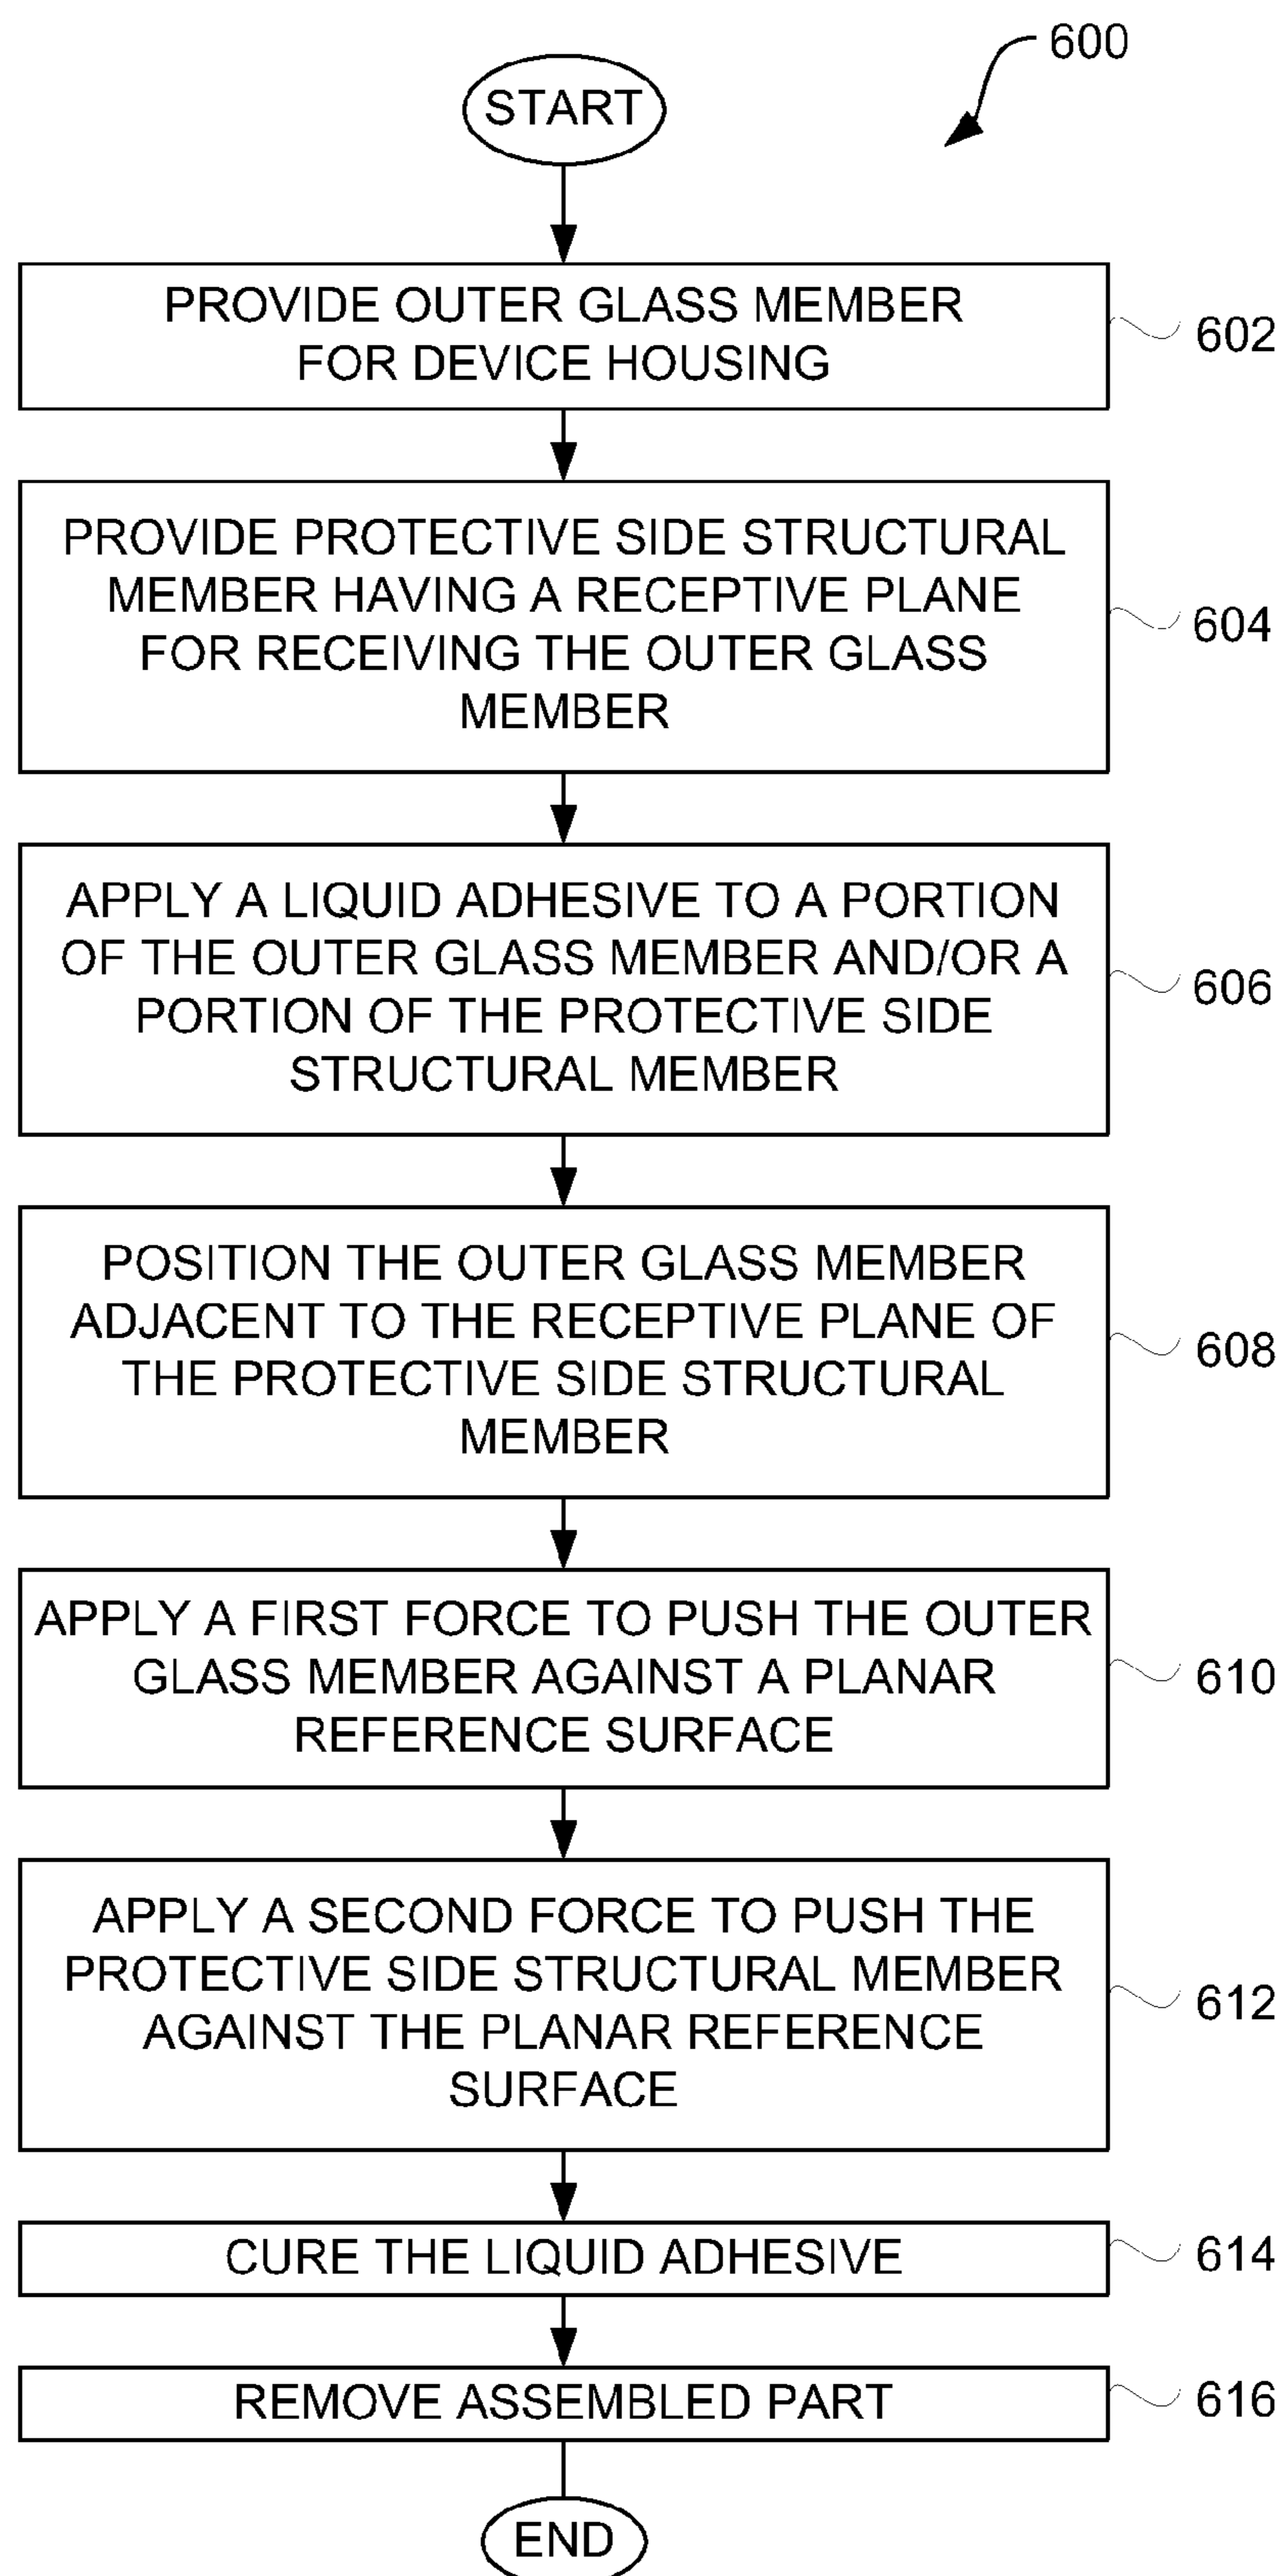 600
START
PROVIDE OUTER GLASS MEMBER
FOR DEVICE HOUSING
602
PROVIDE PROTECTIVE SIDE STRUCTURAL
MEMBER HAVING A RECEPTIVE PLANE
FOR RECEIVING THE OUTER GLASS
MEMBER
604
APPLY A LIQUID ADHESIVE TO A PORTION
OF THE OUTER GLASS MEMBER AND/OR A
PORTION OF THE PROTECTIVE SIDE
STRUCTURAL MEMBER
606
POSITION THE OUTER GLASS MEMBER
ADJACENT TO THE RECEPTIVE PLANE OF
THE PROTECTIVE SIDE STRUCTURAL
MEMBER
608
APPLY A FIRST FORCE TO PUSH THE OUTER
GLASS MEMBER AGAINST A PLANAR
REFERENCE SURFACE
610
APPLY A SECOND FORCE TO PUSH THE
PROTECTIVE SIDE STRUCTURAL MEMBER
AGAINST THE PLANAR REFERENCE
SURFACE
612
CURE THE LIQUID ADHESIVE
614
REMOVE ASSEMBLED PART
616
END